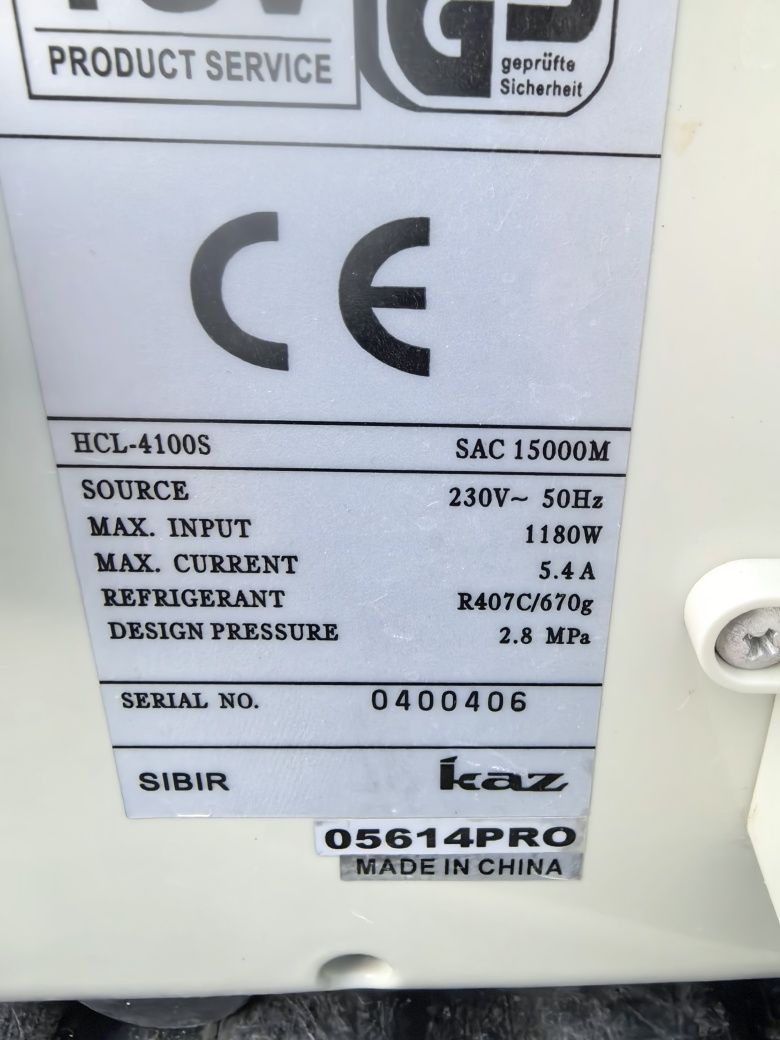 PRODUCT SERVICE
GS
geprüfte
Sicherheit
CE
HCL-4100S SAC 15000M
SOURCE 230V~ 50Hz
MAX. INPUT 1180W
MAX. CURRENT 5.4 A
REFRIGERANT R407C/670g
DESIGN PRESSURE 2.8 MPa
SERIAL NO. 0400406
SIBIR kaz
05614PRO
MADE IN CHINA